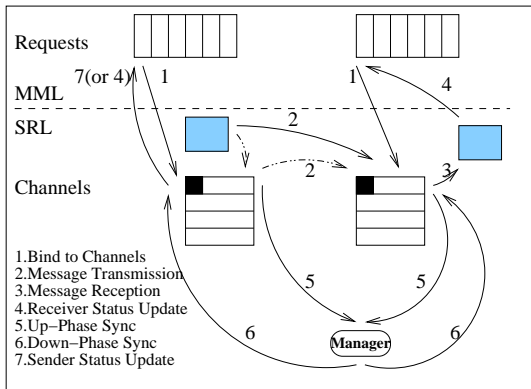 Requests
7(or 4)
1
1
4
MML
SRL
2
2
3
Channels
1.Bind to Channels
2.Message Transmission
3.Message Reception
4.Receiver Status Update
5.Up-Phase Sync
6.Down-Phase Sync
7.Sender Status Update
5
5
6
6
Manager